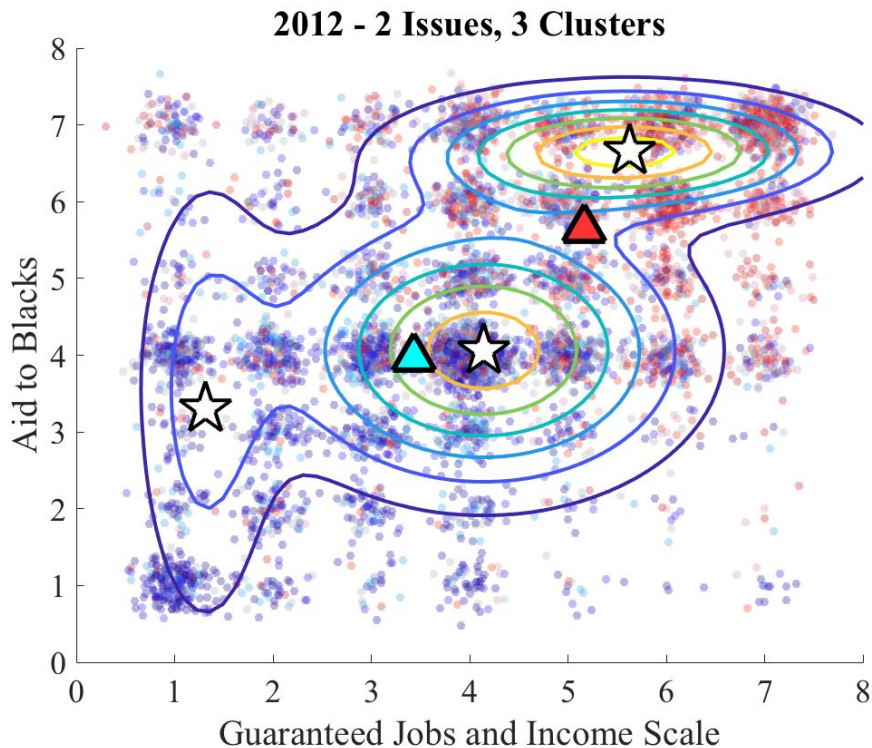 2012 - 2 Issues, 3 Clusters
8
7
6
5
4
3
2
1
0
Aid to Blacks
0 1 2 3 4 5 6 7 8
Guaranteed Jobs and Income Scale